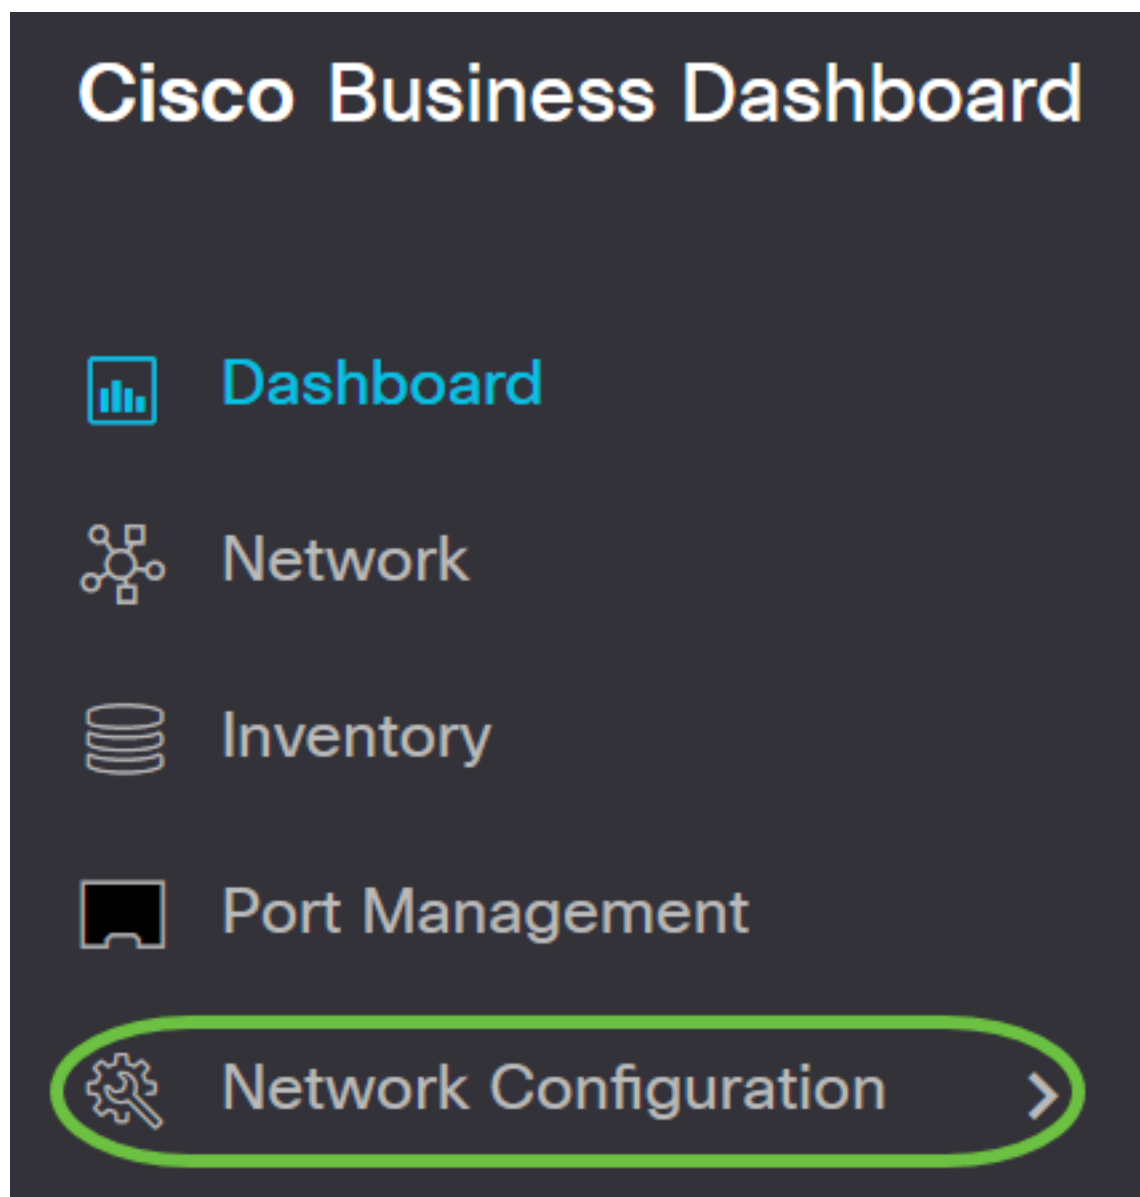 Cisco Business Dashboard
Dashboard
Network
Inventory
Port Management
Network Configuration